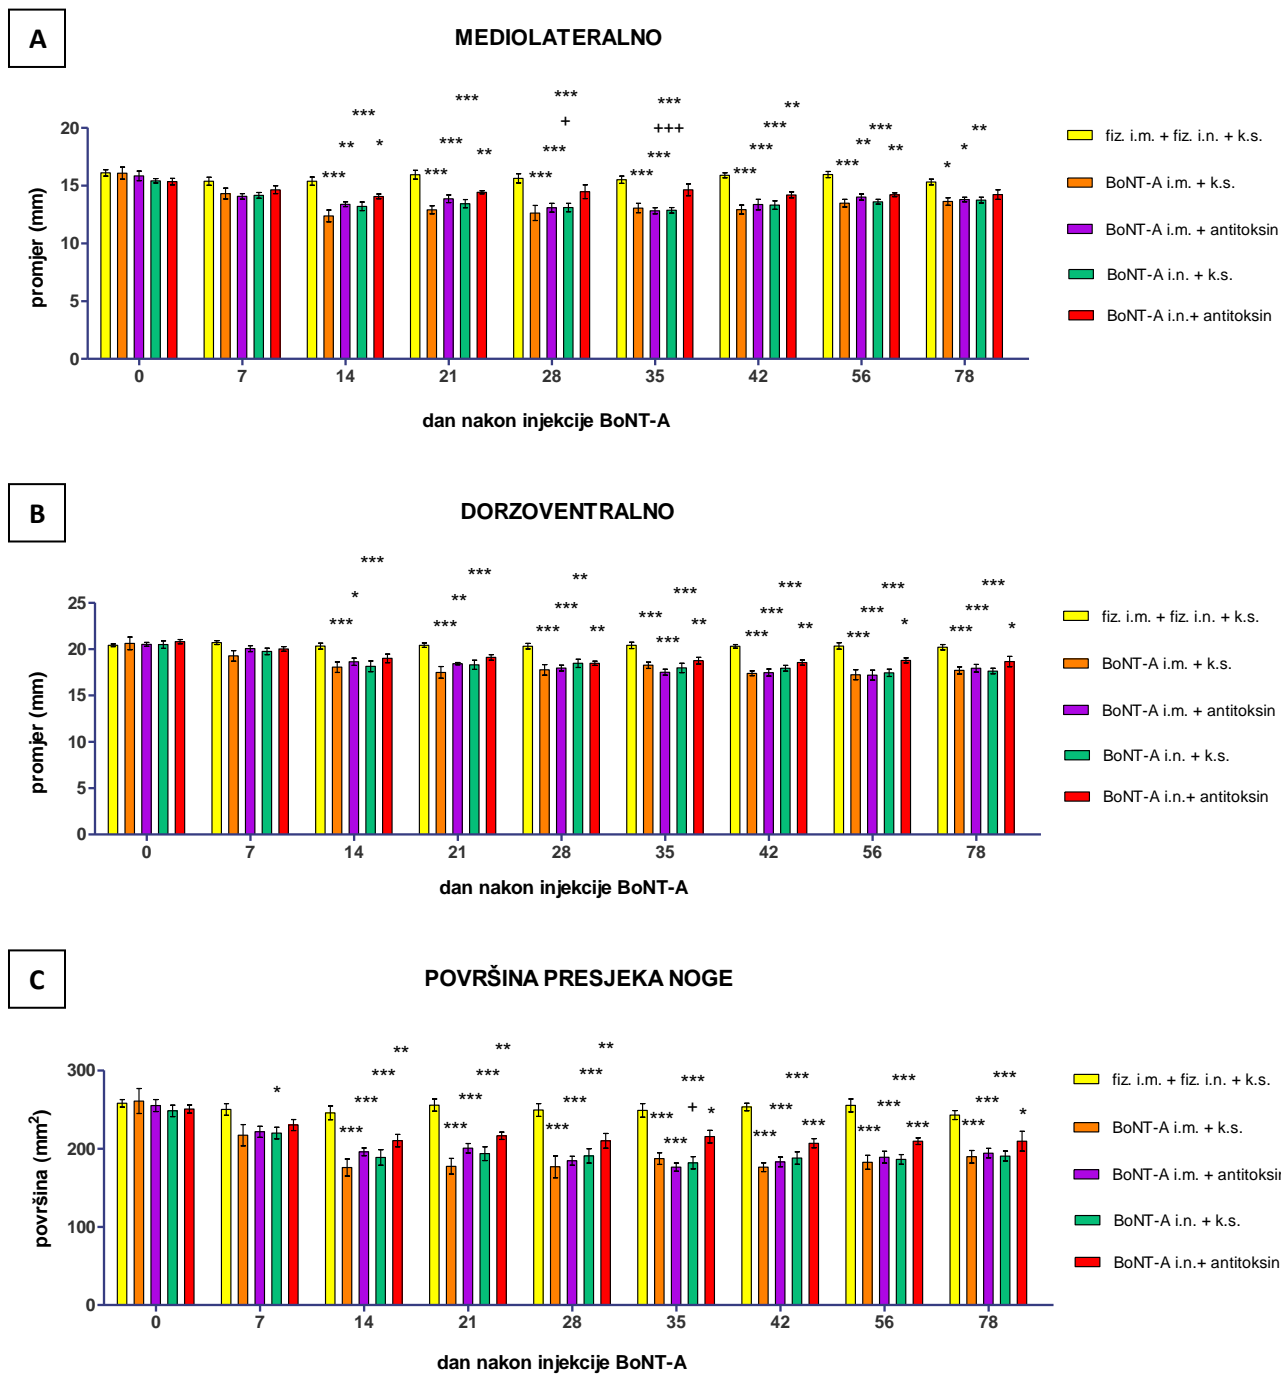 A
MEDIOLATERALNO
*** *** *** *** **
*** *** + +++ *** *** **
** * *** ** *** *** *** ** ** *
*** *** *** *** *** *** *
promjer (mm)
20
15
10
5
0
0 7 14 21 28 35 42 56 78
dan nakon injekcije BoNT-A
fiz. i.m. + fiz. i.n. + k.s.
BoNT-A i.m. + k.s.
BoNT-A i.m. + antitoksin
BoNT-A i.n. + k.s.
BoNT-A i.n.+ antitoksin
B
DORZOVENTRALNO
*** *** ** *** *** *** ***
* ** *** *** ** *** *** * *** *
*** *** *** ** *** *** ** *** ***
promjer (mm)
25
20
15
10
5
0
0 7 14 21 28 35 42 56 78
dan nakon injekcije BoNT-A
fiz. i.m. + fiz. i.n. + k.s.
BoNT-A i.m. + k.s.
BoNT-A i.m. + antitoksin
BoNT-A i.n. + k.s.
BoNT-A i.n.+ antitoksin
C
POVRŠINA PRESJEKA NOGE
** ** **
* *** *** *** *** *** *** ***
*** *** *** + * *** *** *** *
*** *** *** *** *** *** *** *** *** ***
površina (mm²)
300
200
100
0
0 7 14 21 28 35 42 56 78
dan nakon injekcije BoNT-A
fiz. i.m. + fiz. i.n. + k.s.
BoNT-A i.m. + k.s.
BoNT-A i.m. + antitoksin
BoNT-A i.n. + k.s.
BoNT-A i.n.+ antitoksin